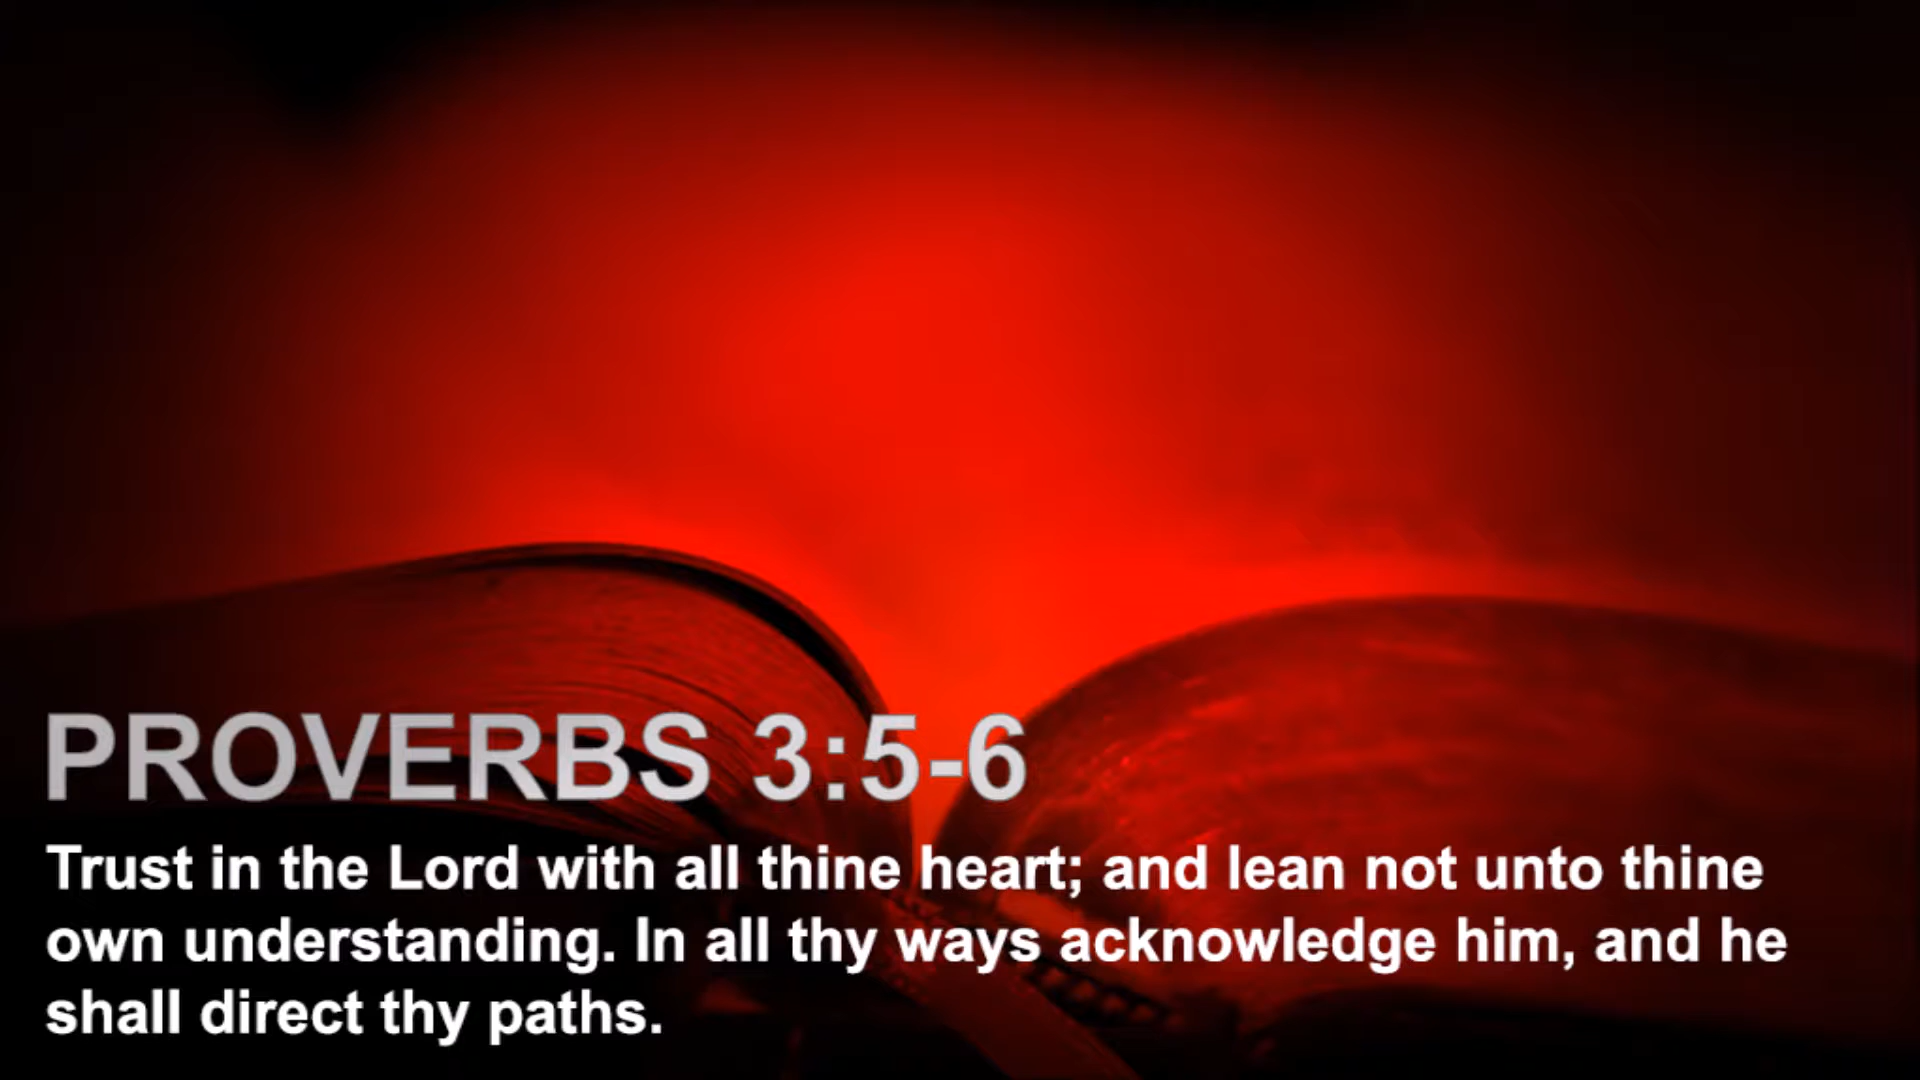 PROVERBS 3:5-6
Trust in the Lord with all thine heart; and lean not unto thine
own understanding. In all thy ways acknowledge him, and he
shall direct thy paths.